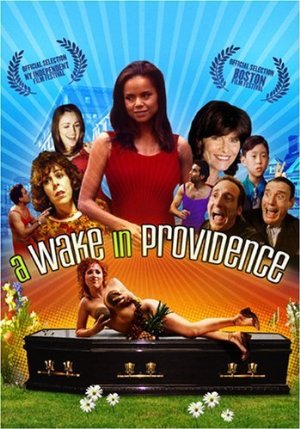 OFFICIAL SELECTION
NY INDEPENDENT
FILM FESTIVAL
OFFICIAL SELECTION
BOSTON
FILM FESTIVAL
a wake in providence